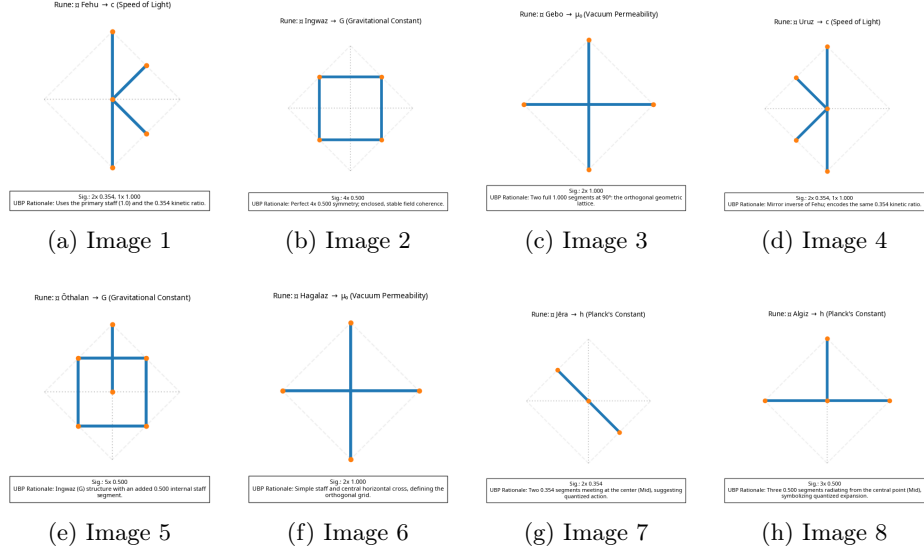 Rune: Fehu → c (Speed of Light)
Rune: Ingwaz → G (Gravitational Constant)
Rune: Gebo → μ₀ (Vacuum Permeability)
Rune: Uruz → c (Speed of Light)
Sig.: 2x 0.354, 1x 1.000
UBP Rationale: Uses the primary staff (1.0) and the 0.354 kinetic ratio.
Sig.: 4x 0.500
UBP Rationale: Perfect 4x 0.500 symmetry; enclosed, stable field coherence.
Sig.: 2x 1.000
UBP Rationale: Two full 1.000 segments at 90°: the orthogonal geometric
lattice.
Sig.: 2x 0.354, 1x 1.000
UBP Rationale: Mirror inverse of Fehu; encodes the same 0.354 kinetic ratio.
(a) Image 1
(b) Image 2
(c) Image 3
(d) Image 4
Rune: Ōthalan → G (Gravitational Constant)
Rune: Hagalaz → μ₀ (Vacuum Permeability)
Rune: Jēra → h (Planck's Constant)
Rune: Algiz → h (Planck's Constant)
Sig.: 5x 0.500
UBP Rationale: Ingwaz (G) structure with an added 0.500 internal staff
segment.
Sig.: 2x 1.000
UBP Rationale: Simple staff and central horizontal cross, defining the
orthogonal grid.
Sig.: 2x 0.354
UBP Rationale: Two 0.354 segments meeting at the center (Mid), suggesting
quantized action.
Sig.: 3x 0.500
UBP Rationale: Three 0.500 segments radiating from the central point (Mid),
symbolizing quantized expansion.
(e) Image 5
(f) Image 6
(g) Image 7
(h) Image 8